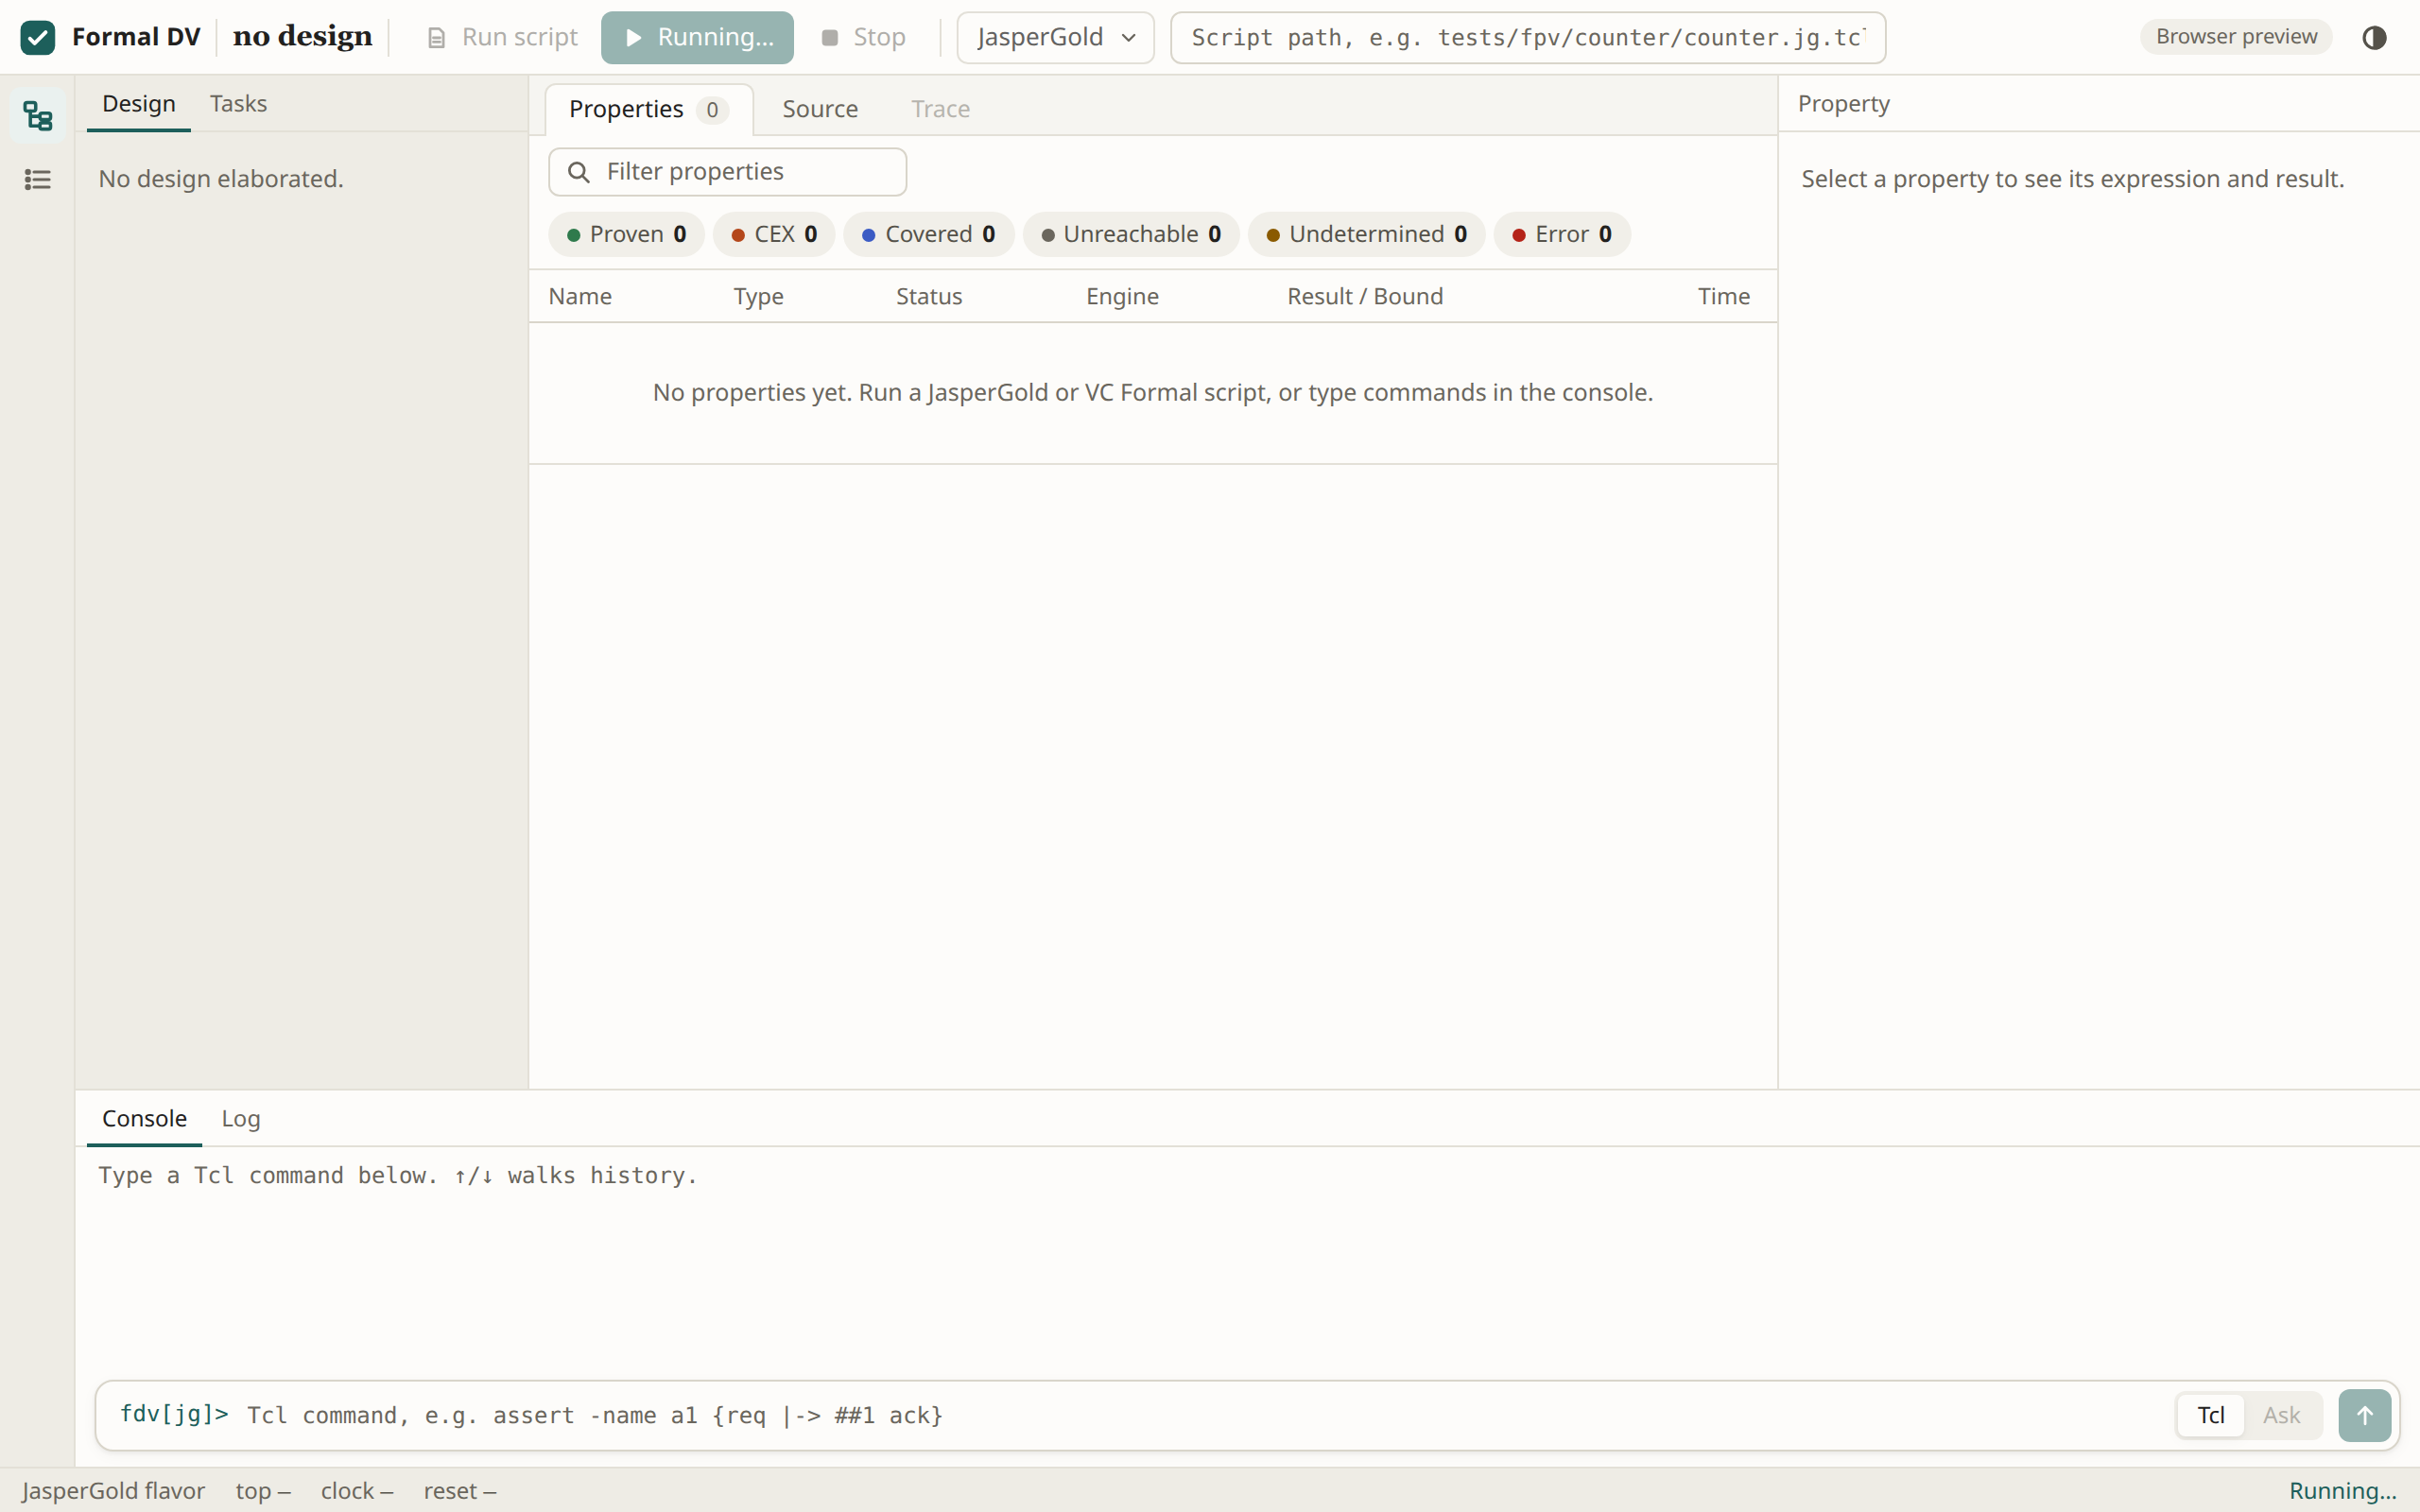 Formal DV
no design
Run script
Running...
Stop
JasperGold
Script path, e.g. tests/fpv/counter/counter.jg.tcl
Browser preview
Design
Tasks
No design elaborated.
Properties 0
Source
Trace
Filter properties
Proven 0
CEX 0
Covered 0
Unreachable 0
Undetermined 0
Error 0
Name
Type
Status
Engine
Result / Bound
Time
No properties yet. Run a JasperGold or VC Formal script, or type commands in the console.
Property
Select a property to see its expression and result.
Console
Log
Type a Tcl command below. ↑/↓ walks history.
fdv[jg]> Tcl command, e.g. assert -name a1 {req |-> ##1 ack}
Tcl
Ask
JasperGold flavor
top —
clock —
reset —
Running...